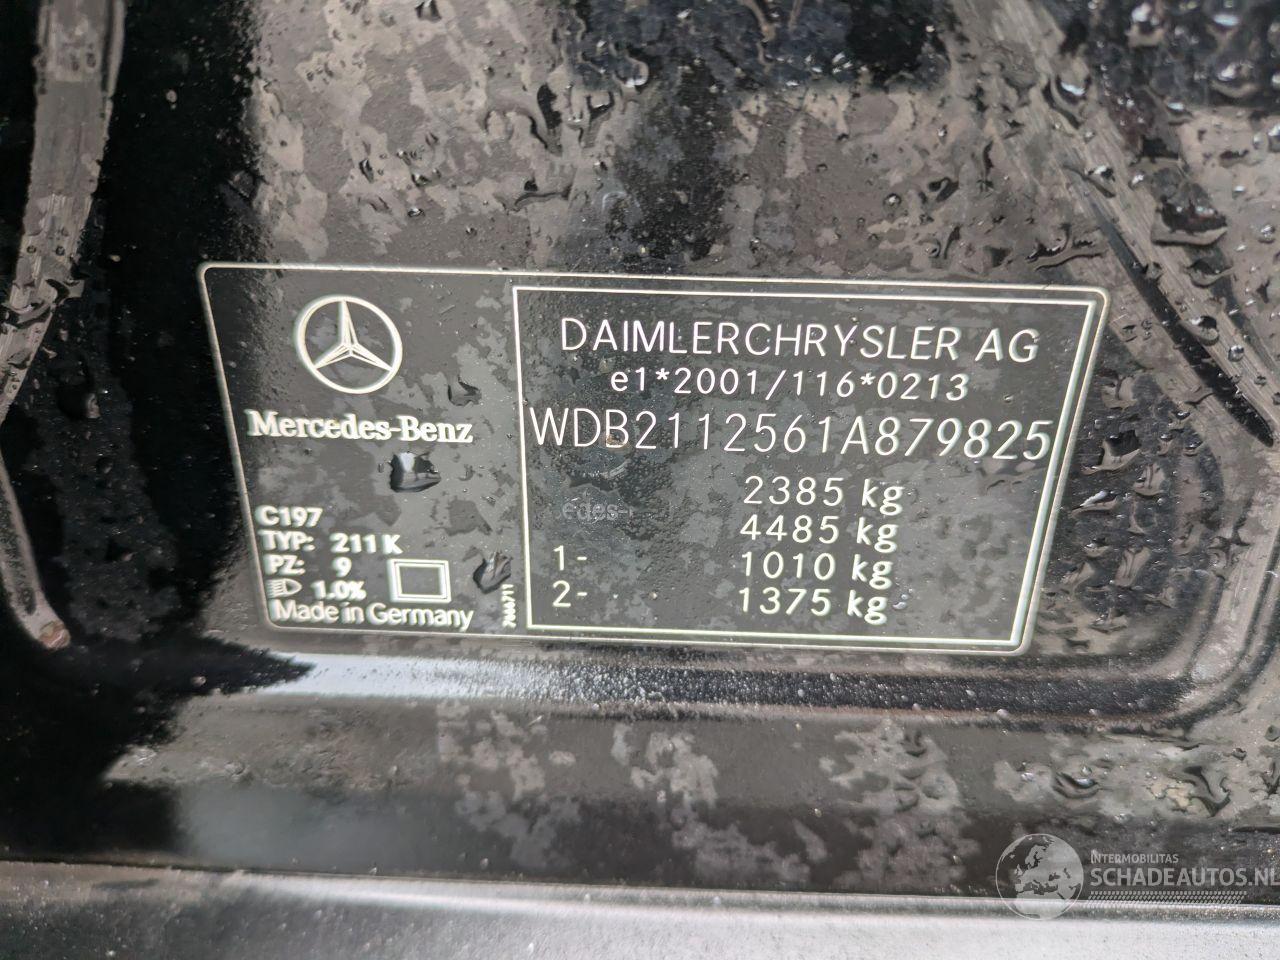 Mercedes-Benz
C197
TYP: 211 K
PZ: 9
1.0%
Made in Germany
DAIMLERCHRYSLER AG
e1*2001/116*0213
WDB2112561A879825
2385 kg
4485 kg
1- 1010 kg
2- 1375 kg
INTERMOBILITAS
SCHADEAUTOS.NL